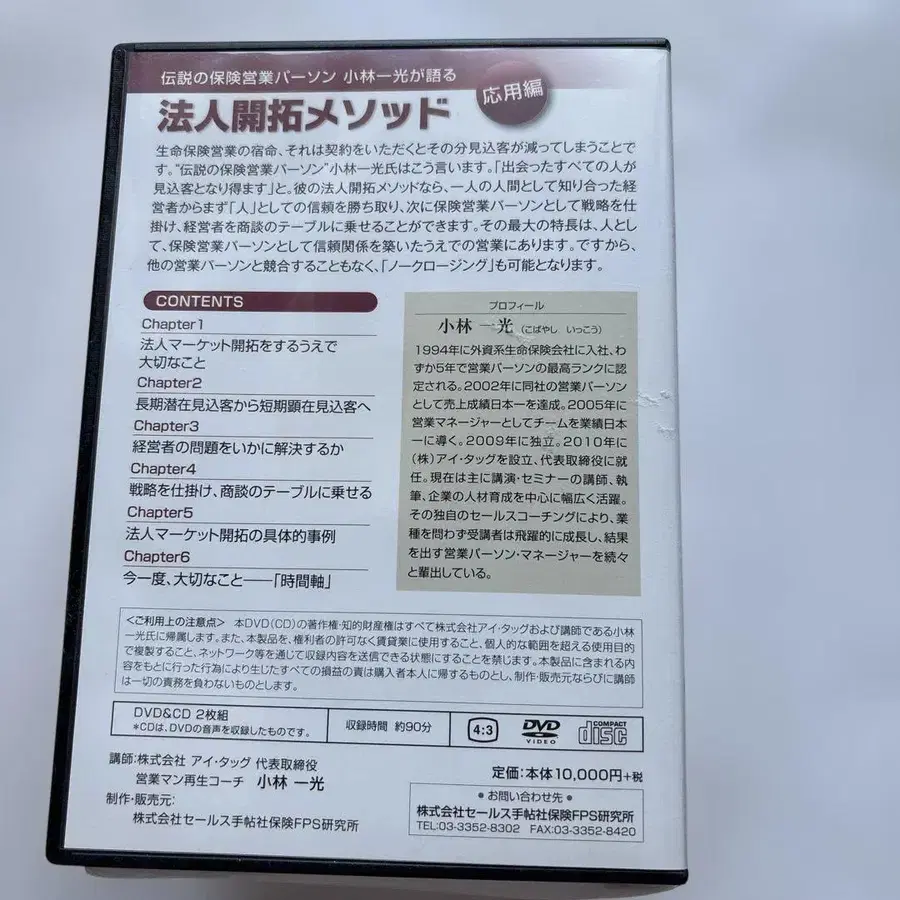 伝説の保険営業パーソン 小林一光が語る
法人開拓メソッド 応用編
生命保険営業の宿命、それは契約をいただくとその分見込客が減ってしまうことで
す。“伝説の保険営業パーソン”小林一光氏はこう言います。「出会ったすべての人が
見込客となり得ます」と。彼の法人開拓メソッドなら、一人の人間として知り合った経
営者からまず「人」としての信頼を勝ち取り、次に保険営業パーソンとして戦略を仕
掛け、経営者を商談のテーブルに乗せることができます。その最大の特長は、人とし
て、保険営業パーソンとして信頼関係を築いたうえでの営業にあります。ですから、
他の営業パーソンと競合することもなく、「ノークロージング」も可能となります。
CONTENTS
Chapter1
法人マーケット開拓をするうえで
大切なこと
Chapter2
長期潜在見込客から短期顕在見込客へ
Chapter3
経営者の問題をいかに解決するか
Chapter4
戦略を仕掛け、商談のテーブルに乗せる
Chapter5
法人マーケット開拓の具体的事例
Chapter6
今一度、大切なこと――「時間軸」
プロフィール
小林 一光 (こばやし いっこう)
1994年に外資系生命保険会社に入社、わ
ずか5年で営業パーソンの最高ランクに認
定される。2002年に同社の営業パーソン
として売上成績日本一を達成。2005年に
営業マネージャーとしてチームを業績日本
一に導く。2009年に独立。2010年に
(株)アイ・タッグを設立、代表取締役に就
任。現在は主に講演・セミナーの講師、執
筆、企業の人材育成を中心に幅広く活躍。
その独自のセールスコーチングにより、業
種を問わず受講者は飛躍的に成長し、結果
を出す営業パーソン・マネージャーを続々
と輩出している。
<ご利用上の注意点> 本DVD(CD)の著作権・知的財産権はすべて株式会社アイ・タッグおよび講師である小林
一光氏に帰属します。また、本製品を、権利者の許可なく賃貸業に使用すること、個人的な範囲を超える使用目的
で複製すること、ネットワーク等を通じて収録内容を送信できる状態にすることを禁じます。本製品に含まれる内
容をもとに行った行為により生じたすべての損益の責は購入者本人に帰するものとし、制作・販売元ならびに講師
は一切の責務を負わないものとします。
DVD&CD 2枚組
*CDは、DVDの音声を収録したものです。
収録時間 約90分
4:3
DVD
VIDEO
COMPACT
disc
講師:株式会社 アイ・タッグ 代表取締役
営業マン再生コーチ 小林 一光
制作・販売元:
株式会社セールス手帖社保険FPS研究所
定価:本体10,000円+税
●お問い合わせ先●
株式会社セールス手帖社保険FPS研究所
TEL:03-3352-8302 FAX:03-3352-8420